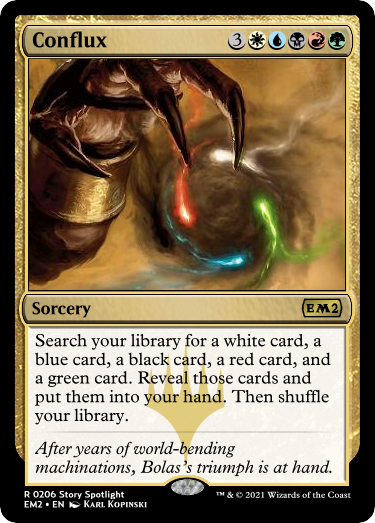 Conflux 3
Sorcery EM2
Search your library for a white card, a
blue card, a black card, a red card, and
a green card. Reveal those cards and
put them into your hand. Then shuffle
your library.
After years of world-bending
machinations, Bolas's triumph is at hand.
R 0206 Story Spotlight ™ & © 2021 Wizards of the Coast
EM2 • EN Karl Kopinski